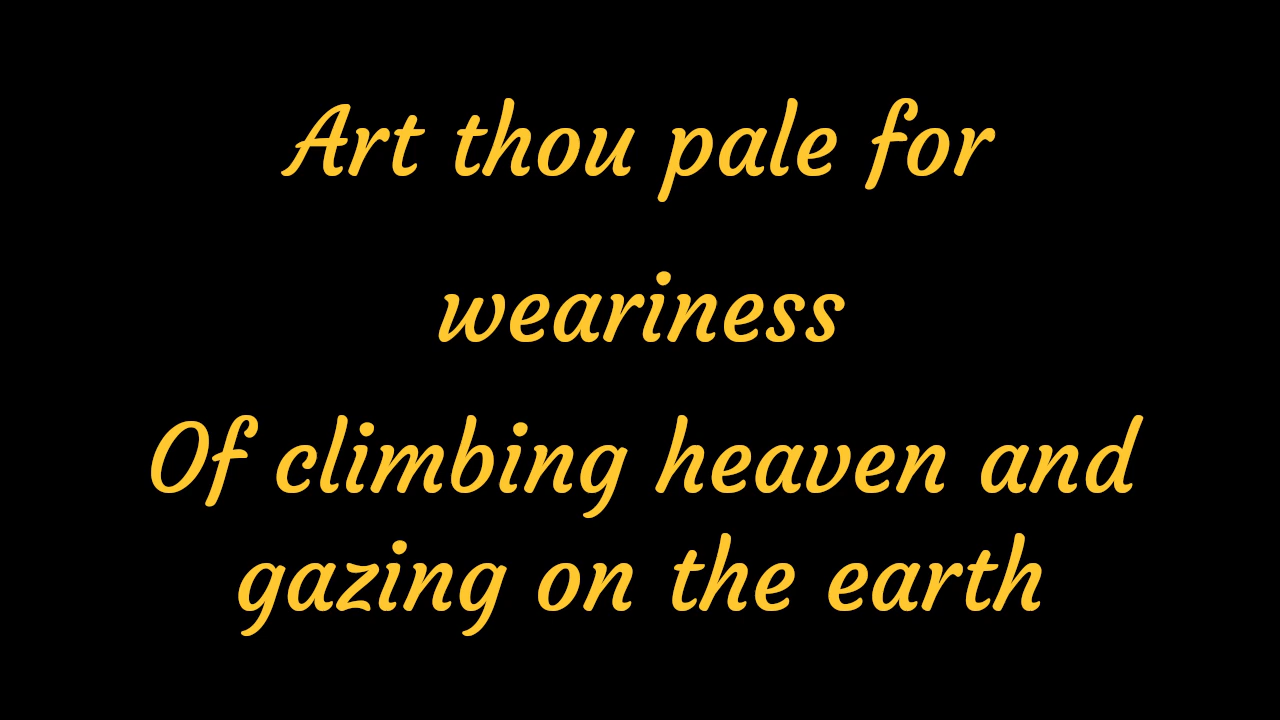 Art thou pale for
weariness
Of climbing heaven and
gazing on the earth